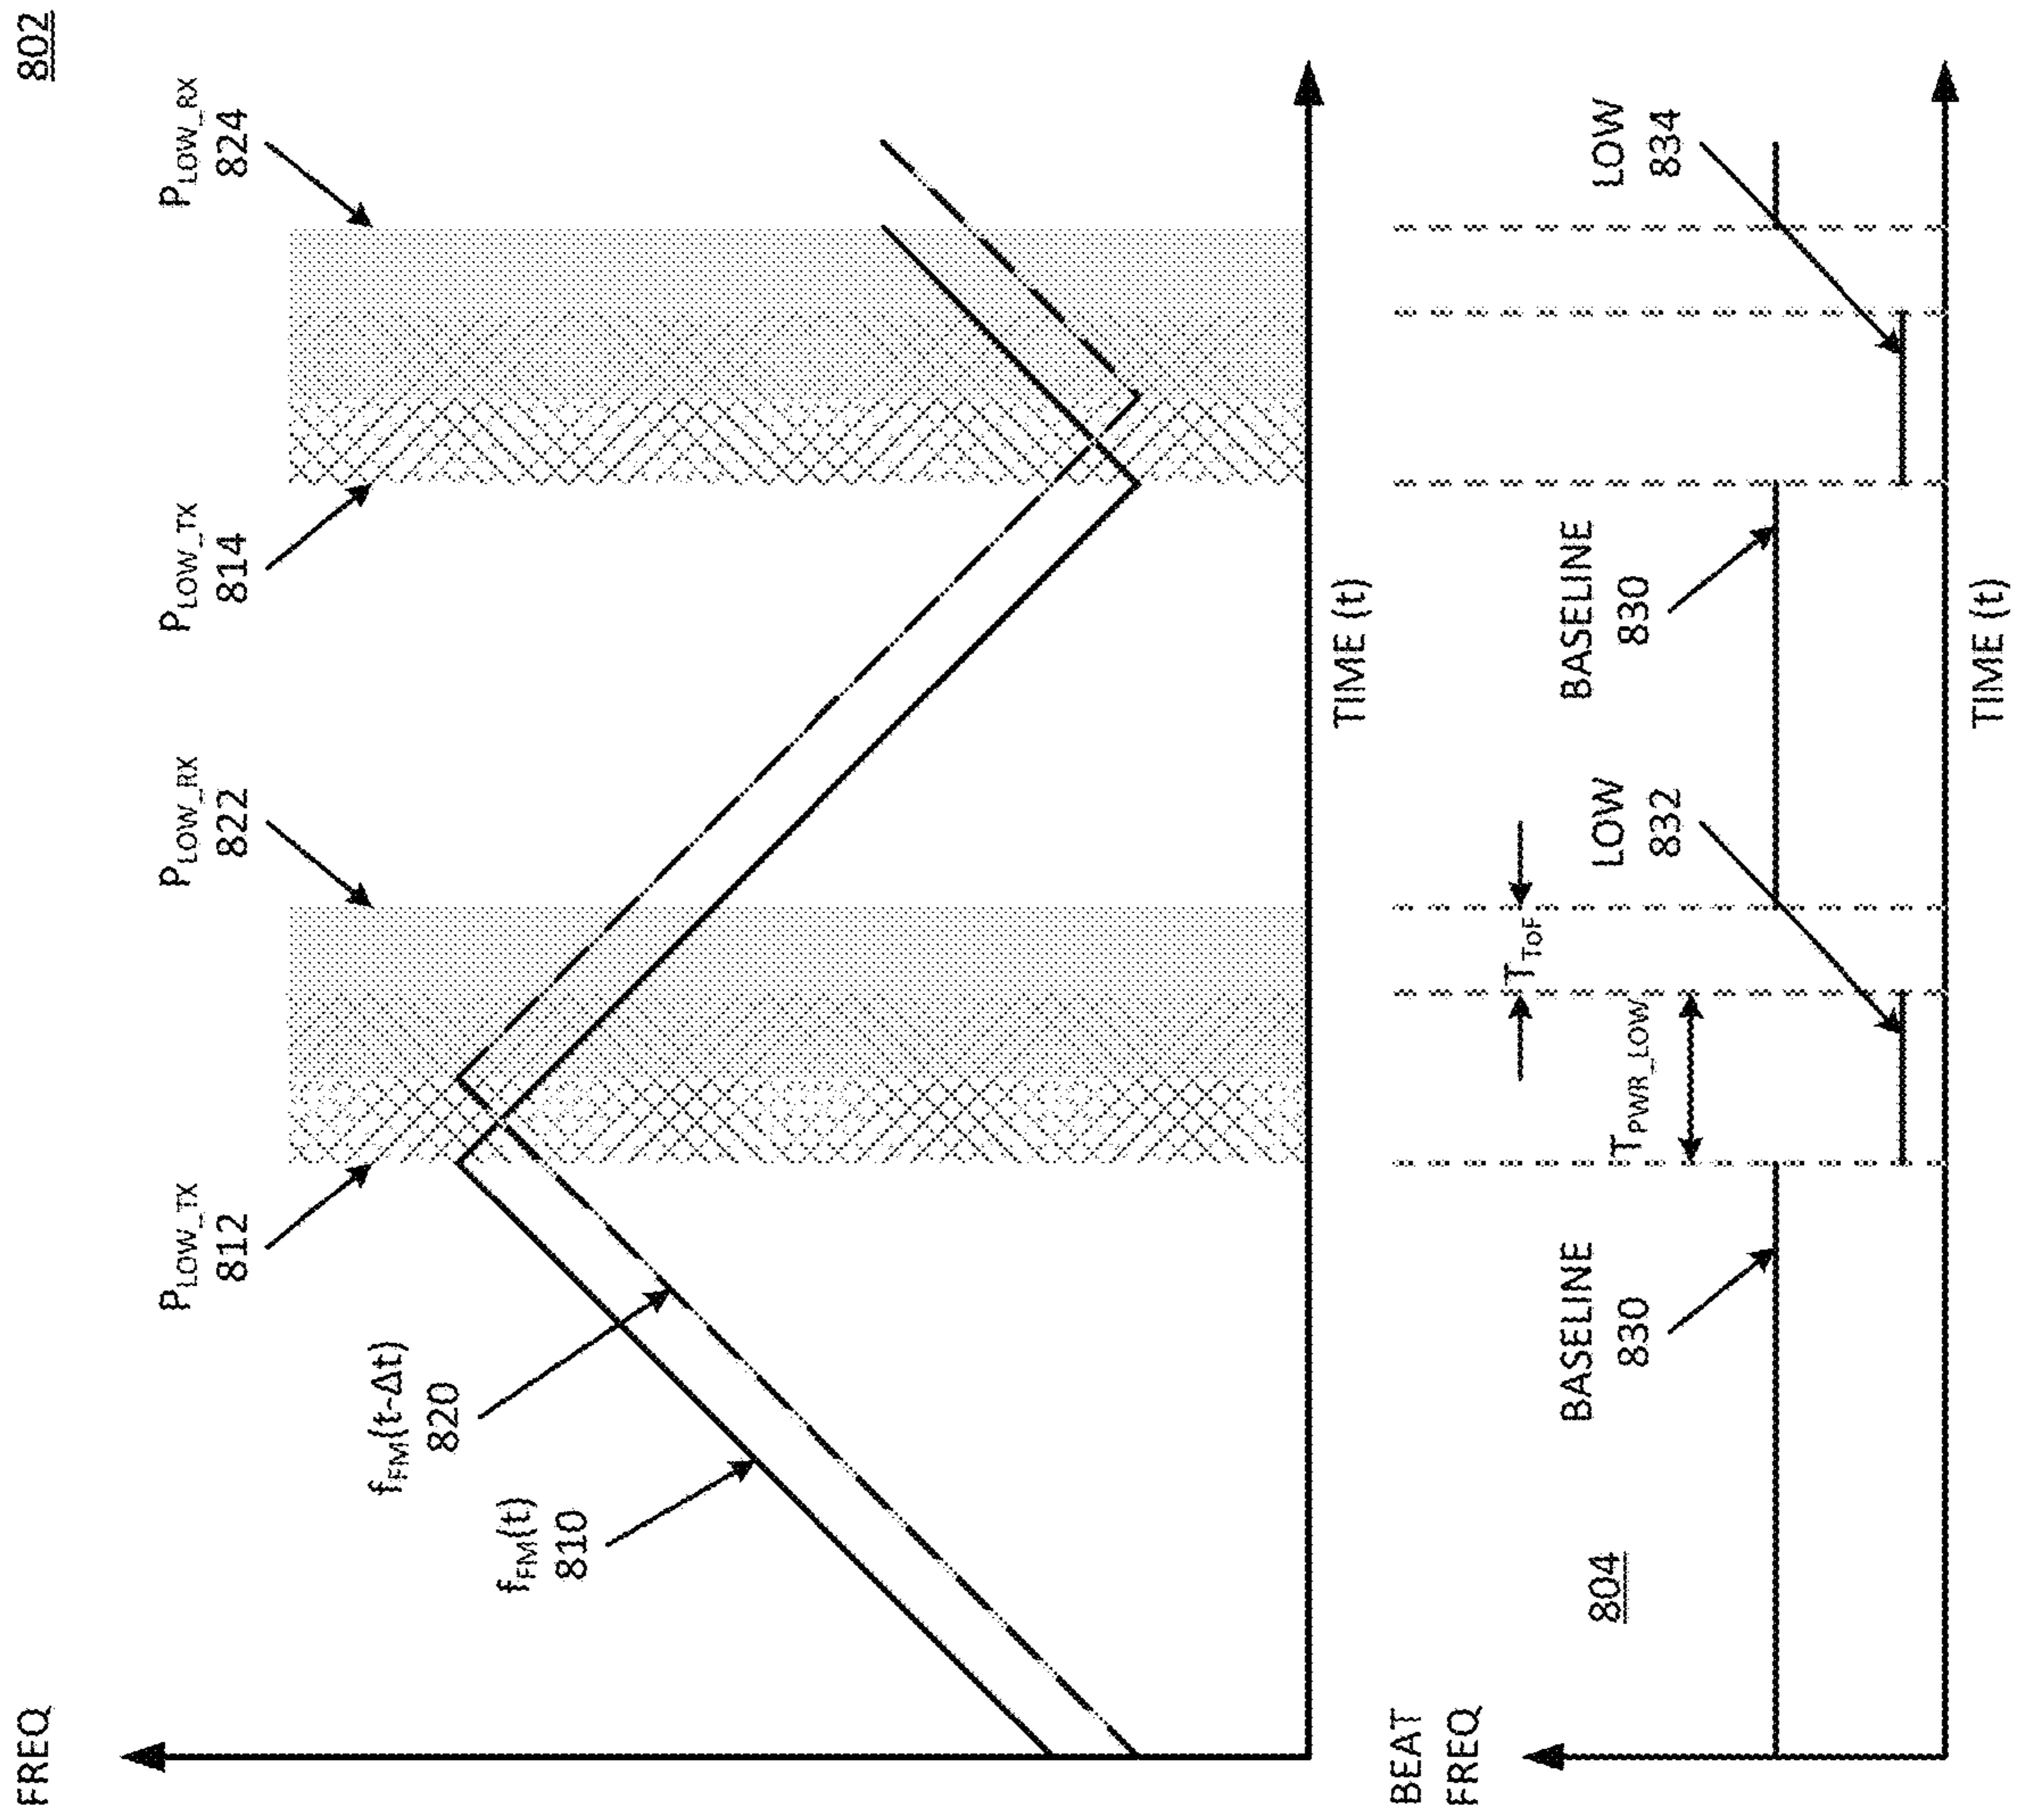 802
FREQ
P_LOW_TX
812
P_LOW_RX
822
P_LOW_TX
814
P_LOW_RX
824
f_FM(t-Δt)
820
f_FM(t)
810
TIME (t)
BEAT
FREQ
804
T_ToF
T_PWR_LOW
BASELINE
830
LOW
832
BASELINE
830
LOW
834
TIME (t)